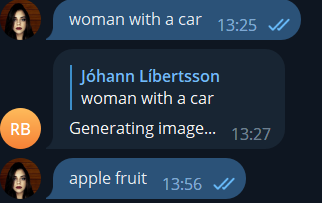 woman with a car 13:25
Jóhann Líbertsson
woman with a car
RB
Generating image... 13:27
apple fruit 13:56